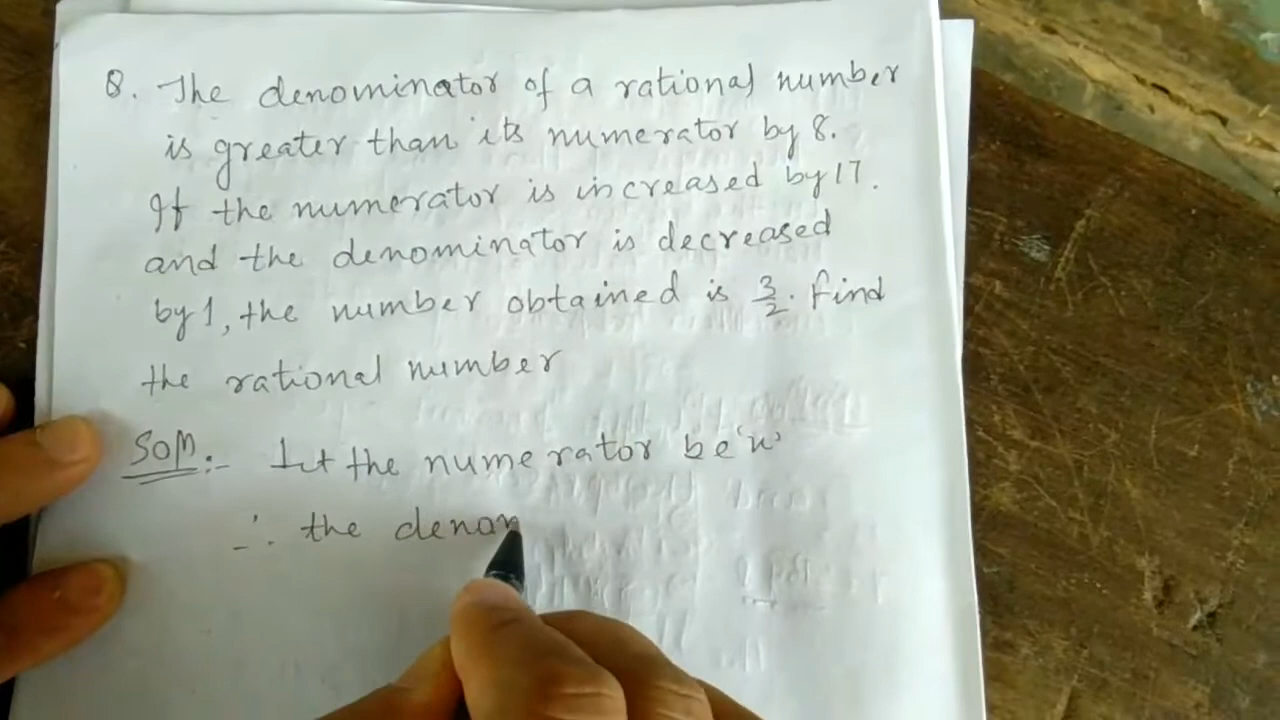 8. The denominator of a rational number
is greater than its numerator by 8.
If the numerator is increased by 17.
and the denominator is decreased
by 1, the number obtained is 3/2. Find
the rational number
Soln:- Let the numerator be 'x'
∴ the denom